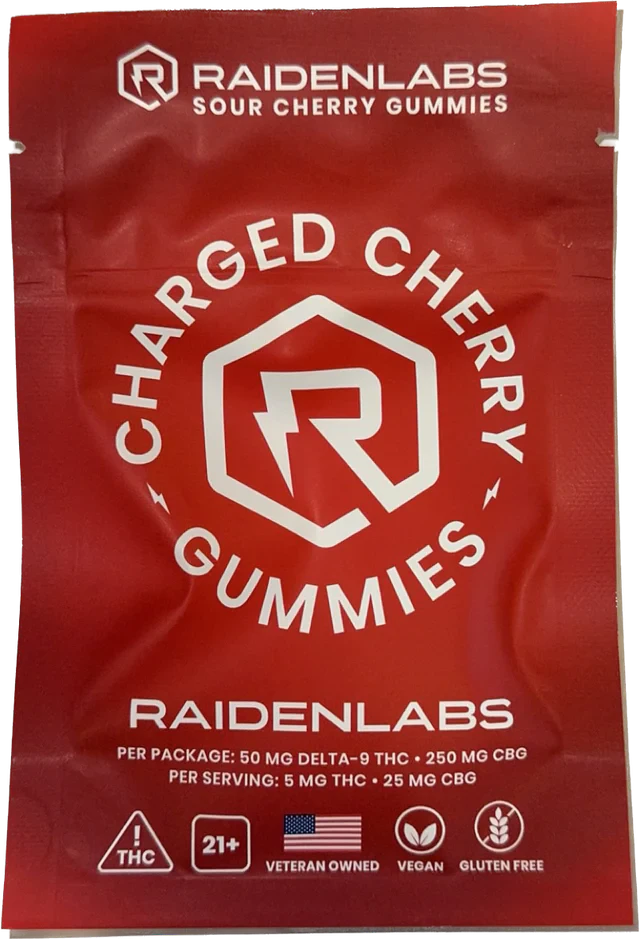 RAIDENLABS
SOUR CHERRY GUMMIES
CHARGED CHERRY
GUMMIES
RAIDENLABS
PER PACKAGE: 50 MG DELTA-9 THC • 250 MG CBG
PER SERVING: 5 MG THC • 25 MG CBG
!
THC
21+
VETERAN OWNED
VEGAN
GLUTEN FREE